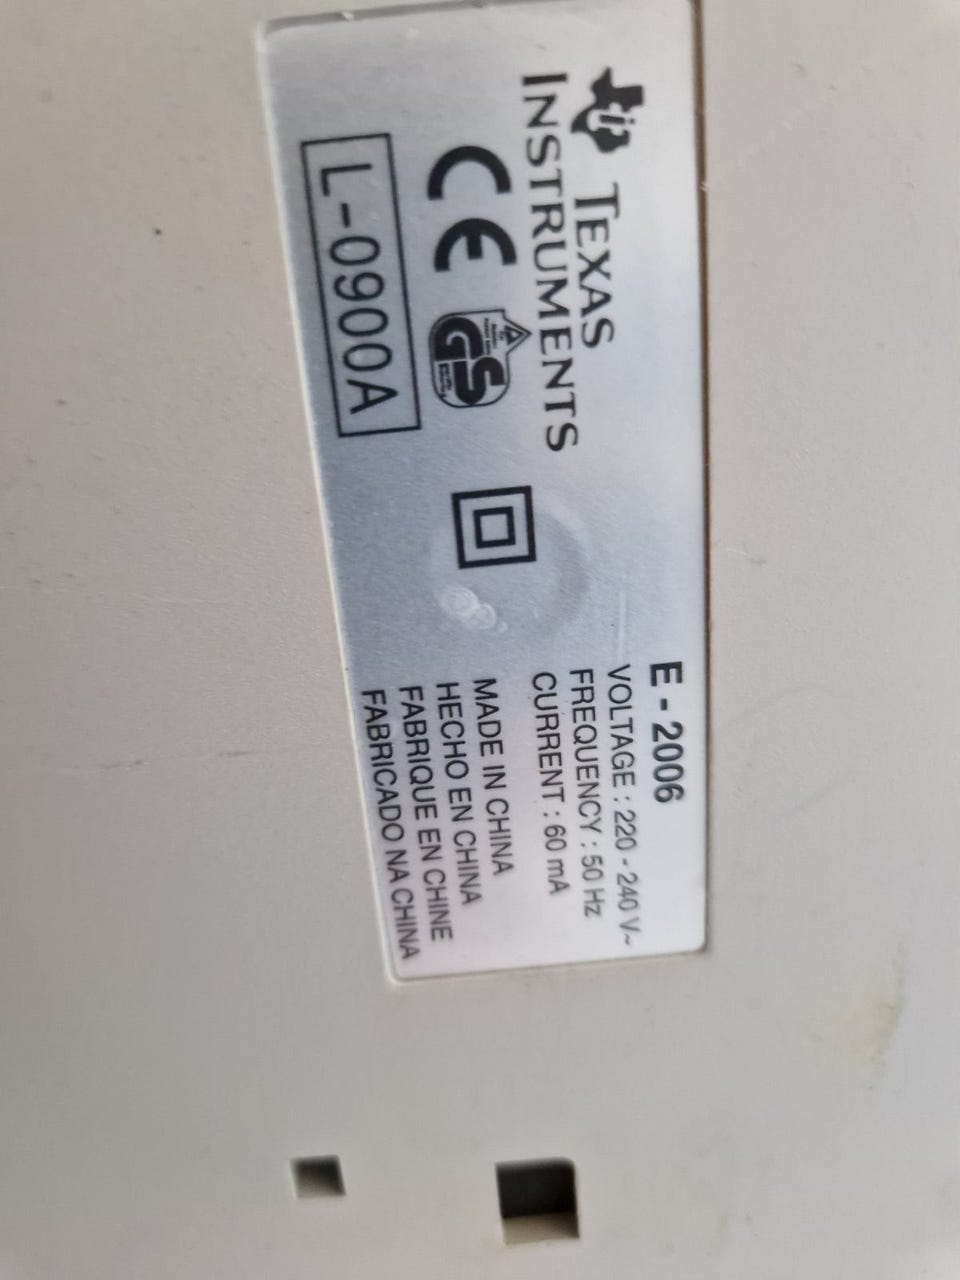 TEXAS
INSTRUMENTS
CE
GS
L-0900A
E - 2006
VOLTAGE : 220 - 240 V~
FREQUENCY : 50 Hz
CURRENT : 60 mA
MADE IN CHINA
HECHO EN CHINA
FABRIQUE EN CHINE
FABRICADO NA CHINA